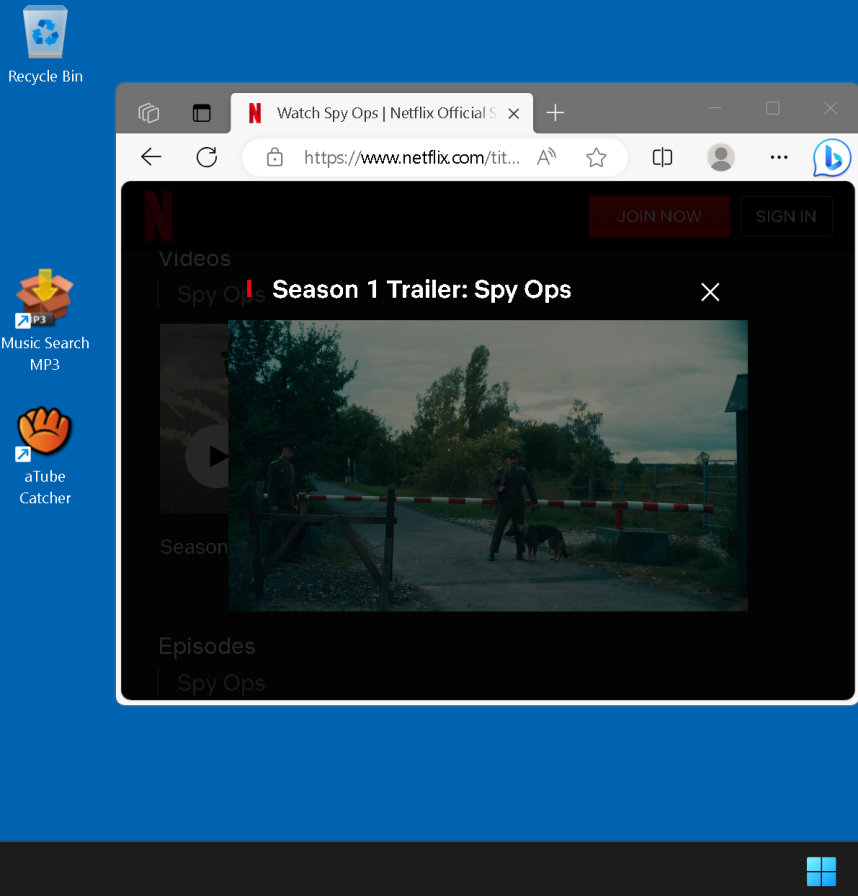 Recycle Bin
Watch Spy Ops | Netflix Official S
https://www.netflix.com/tit...
N
JOIN NOW
SIGN IN
Videos
Spy Ops
Season 1 Trailer: Spy Ops
P3
Music Search
MP3
aTube
Catcher
Season
Episodes
Spy Ops